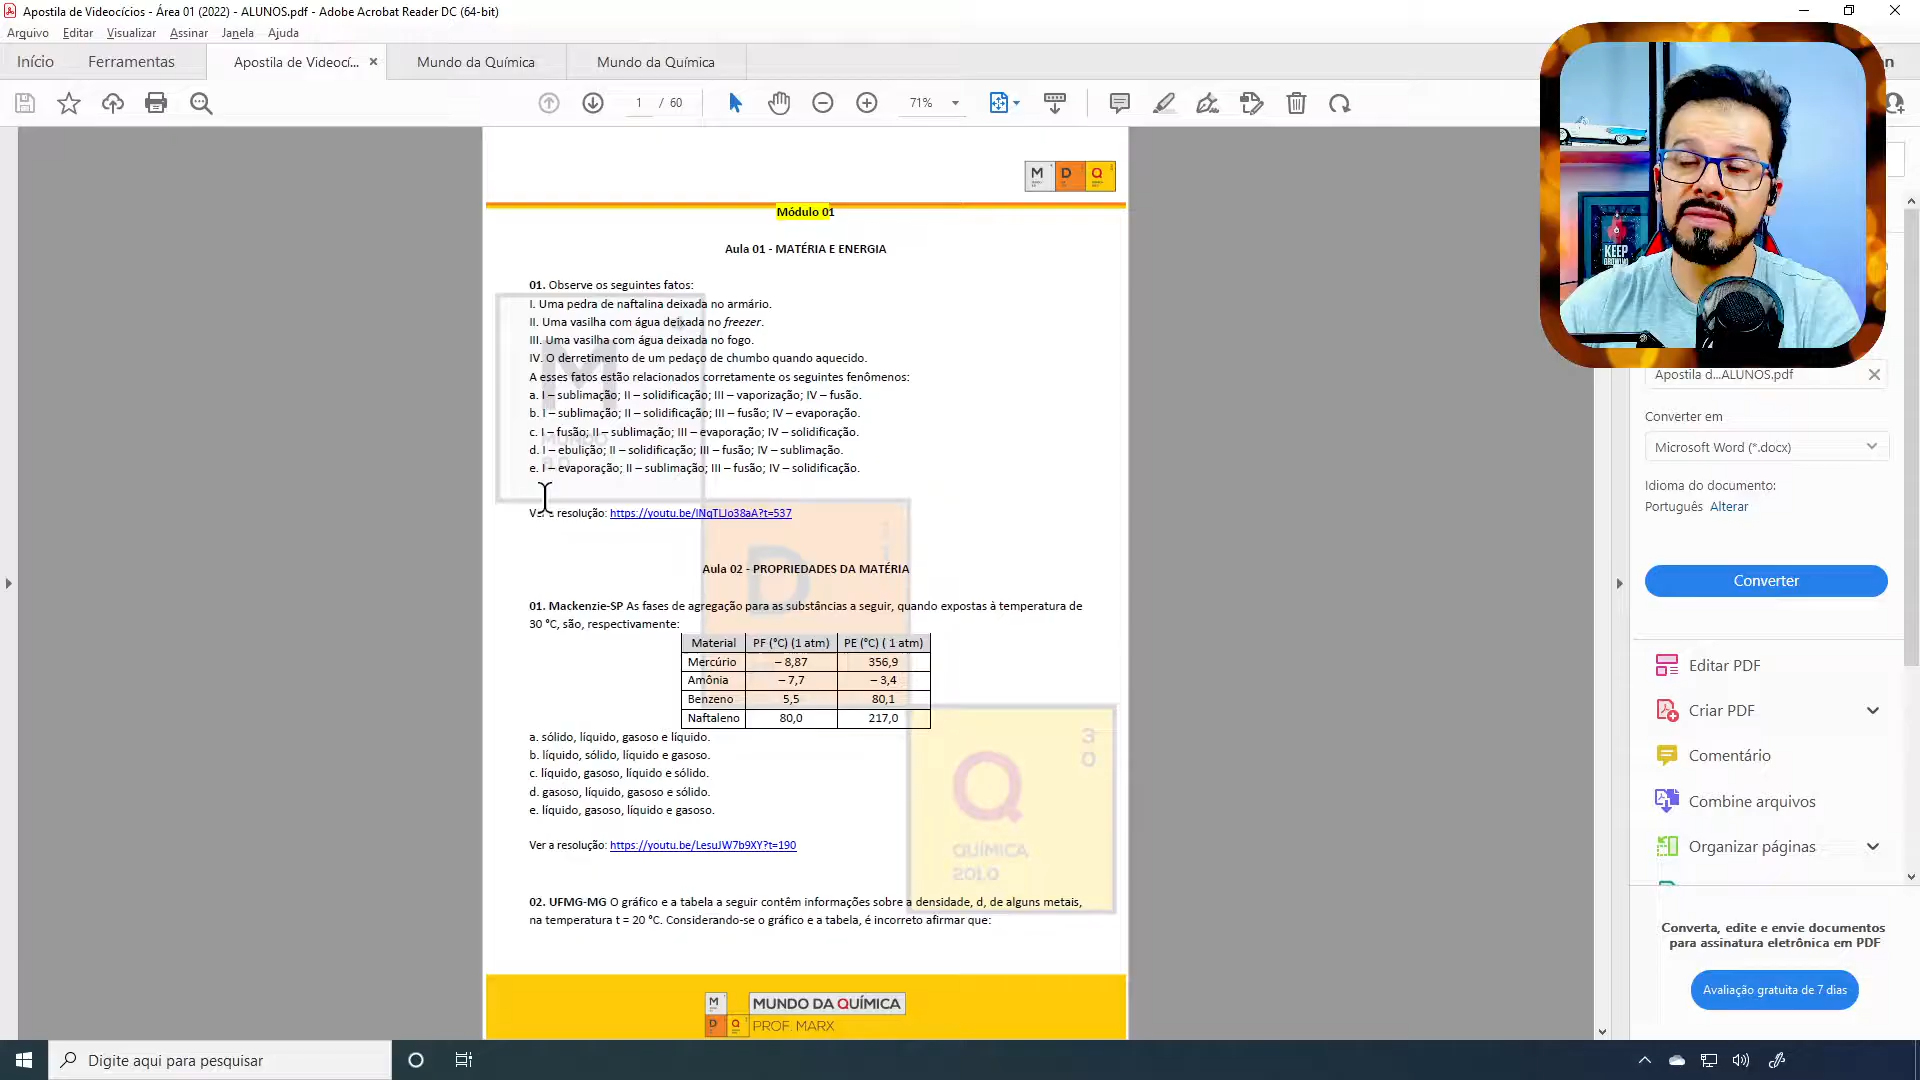 Apostila de Videocícios - Área 01 (2022) - ALUNOS.pdf - Adobe Acrobat Reader DC (64-bit)
Arquivo Editar Visualizar Assinar Janela Ajuda
Início Ferramentas Apostila de Videocí... Mundo da Química Mundo da Química
1 / 60 71%
M D Q
Módulo 01
Aula 01 - MATÉRIA E ENERGIA
01. Observe os seguintes fatos:
I. Uma pedra de naftalina deixada no armário.
II. Uma vasilha com água deixada no freezer.
III. Uma vasilha com água deixada no fogo.
IV. O derretimento de um pedaço de chumbo quando aquecido.
A esses fatos estão relacionados corretamente os seguintes fenômenos:
a. I – sublimação; II – solidificação; III – vaporização; IV – fusão.
b. I – sublimação; II – solidificação; III – fusão; IV – evaporação.
c. I – fusão; II – sublimação; III – evaporação; IV – solidificação.
d. I – ebulição; II – solidificação; III – fusão; IV – sublimação.
e. I – evaporação; II – sublimação; III – fusão; IV – solidificação.
resolução: https://youtu.be/INqTLJo38aA?t=537
Aula 02 - PROPRIEDADES DA MATÉRIA
01. Mackenzie-SP As fases de agregação para as substâncias a seguir, quando expostas à temperatura de
30 °C, são, respectivamente:
Material PF (°C) (1 atm) PE (°C) ( 1 atm)
Mercúrio – 8,87 356,9
Amônia – 7,7 – 3,4
Benzeno 5,5 80,1
Naftaleno 80,0 217,0
a. sólido, líquido, gasoso e líquido.
b. líquido, sólido, líquido e gasoso.
c. líquido, gasoso, líquido e sólido.
d. gasoso, líquido, gasoso e sólido.
e. líquido, gasoso, líquido e gasoso.
Ver a resolução: https://youtu.be/LesuJW7b9XY?t=190
02. UFMG-MG O gráfico e a tabela a seguir contêm informações sobre a densidade, d, de alguns metais,
na temperatura t = 20 °C. Considerando-se o gráfico e a tabela, é incorreto afirmar que:
M
MUNDO
D
Q
30
QUÍMICA
201.0
M D Q MUNDO DA QUÍMICA
PROF. MARX
KEEP
Apostila d...ALUNOS.pdf
Converter em
Microsoft Word (*.docx)
Idioma do documento:
Português Alterar
Converter
Editar PDF
Criar PDF
Comentário
Combine arquivos
Organizar páginas
Converta, edite e envie documentos
para assinatura eletrônica em PDF
Avaliação gratuita de 7 dias
Digite aqui para pesquisar